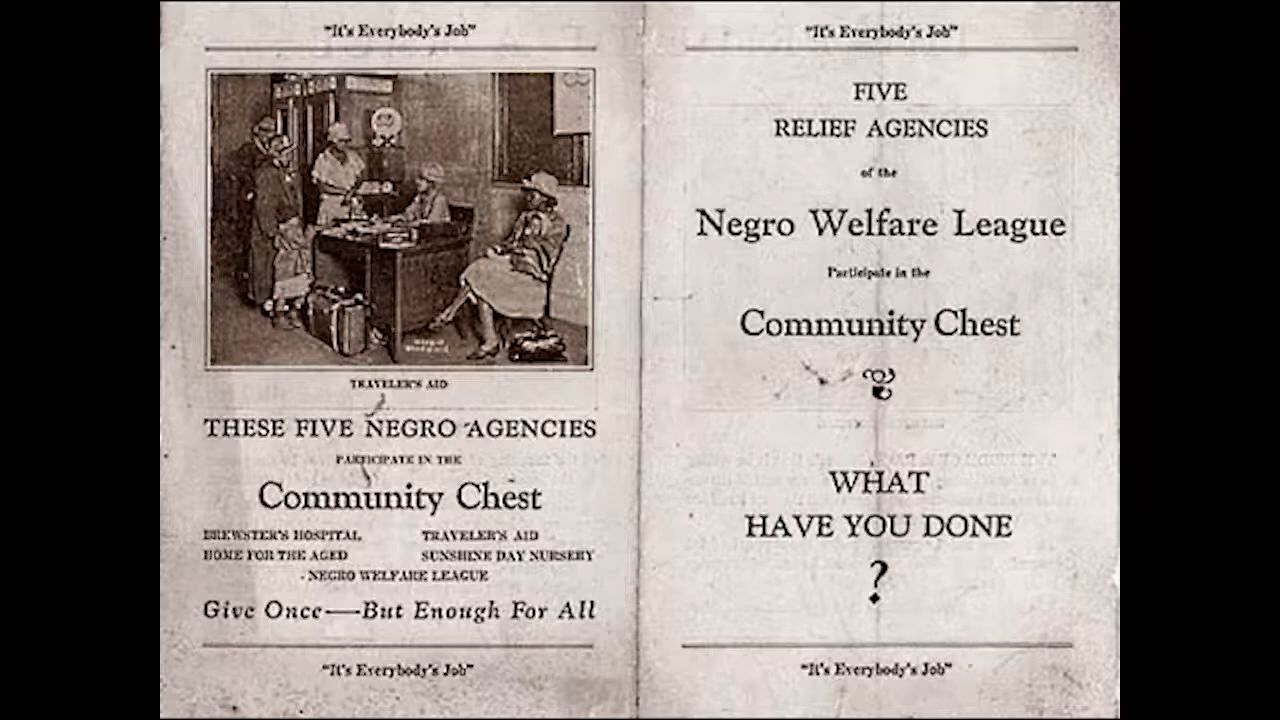 "It's Everybody's Job"
TRAVELER'S AID
THESE FIVE NEGRO AGENCIES
PARTICIPATE IN THE
Community Chest
BREWSTER'S HOSPITAL TRAVELER'S AID
HOME FOR THE AGED SUNSHINE DAY NURSERY
NEGRO WELFARE LEAGUE
Give Once—But Enough For All
"It's Everybody's Job"
"It's Everybody's Job"
FIVE
RELIEF AGENCIES
of the
Negro Welfare League
Participate in the
Community Chest
WHAT
HAVE YOU DONE
?
"It's Everybody's Job"